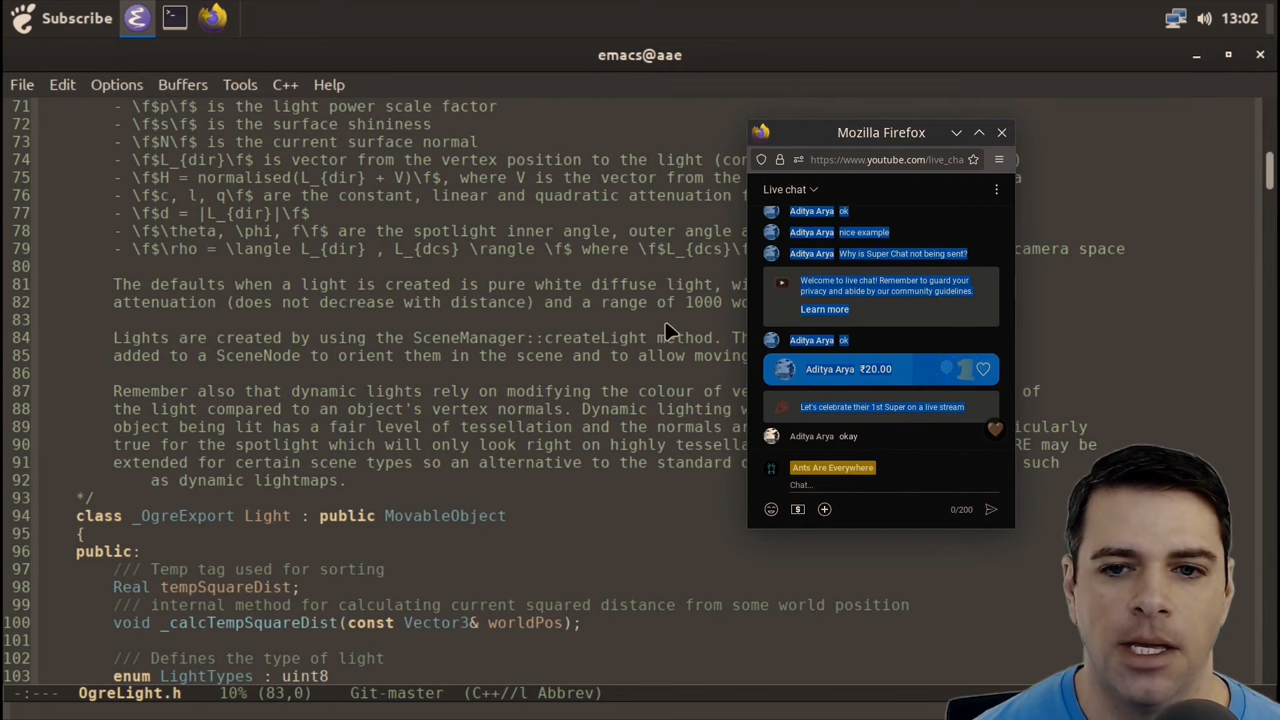 Subscribe
13:02
emacs@aae
File Edit Options Buffers Tools C++ Help
71 - \f$p\f$ is the light power scale factor
72 - \f$s\f$ is the surface shininess
73 - \f$N\f$ is the current surface normal
74 - \f$L_{dir}\f$ is vector from the vertex position to the light (con
75 - \f$H = normalised(L_{dir} + V)\f$, where V is the vector from the
76 - \f$c, l, q\f$ are the constant, linear and quadratic attenuation f
77 - \f$d = |L_{dir}|\f$
78 - \f$\theta, \phi, f\f$ are the spotlight inner angle, outer angle a
79 - \f$\rho = \langle L_{dir} , L_{dcs} \rangle \f$ where \f$L_{dcs}\f camera space
80
81 The defaults when a light is created is pure white diffuse light, wi
82 attenuation (does not decrease with distance) and a range of 1000 wo
83
84 Lights are created by using the SceneManager::createLight method. Th
85 added to a SceneNode to orient them in the scene and to allow moving
86
87 Remember also that dynamic lights rely on modifying the colour of ve of
88 the light compared to an object's vertex normals. Dynamic lighting w
89 object being lit has a fair level of tessellation and the normals ar icularly
90 true for the spotlight which will only look right on highly tessella RE may be
91 extended for certain scene types so an alternative to the standard d such
92 as dynamic lightmaps.
93 */
94 class _OgreExport Light : public MovableObject
95 {
96 public:
97 /// Temp tag used for sorting
98 Real tempSquareDist;
99 /// internal method for calculating current squared distance from some world position
100 void _calcTempSquareDist(const Vector3& worldPos);
101
102 /// Defines the type of light
103 enum LightTypes : uint8
-:--- OgreLight.h 10% (83,0) Git-master (C++//l Abbrev)
Mozilla Firefox
https://www.youtube.com/live_cha
Live chat
Aditya Arya ok
Aditya Arya nice example
Aditya Arya Why is Super Chat not being sent?
Welcome to live chat! Remember to guard your
privacy and abide by our community guidelines.
Learn more
Aditya Arya ok
Aditya Arya ₹20.00
1
Let's celebrate their 1st Super on a live stream
Aditya Arya okay
Ants Are Everywhere
Chat...
0/200